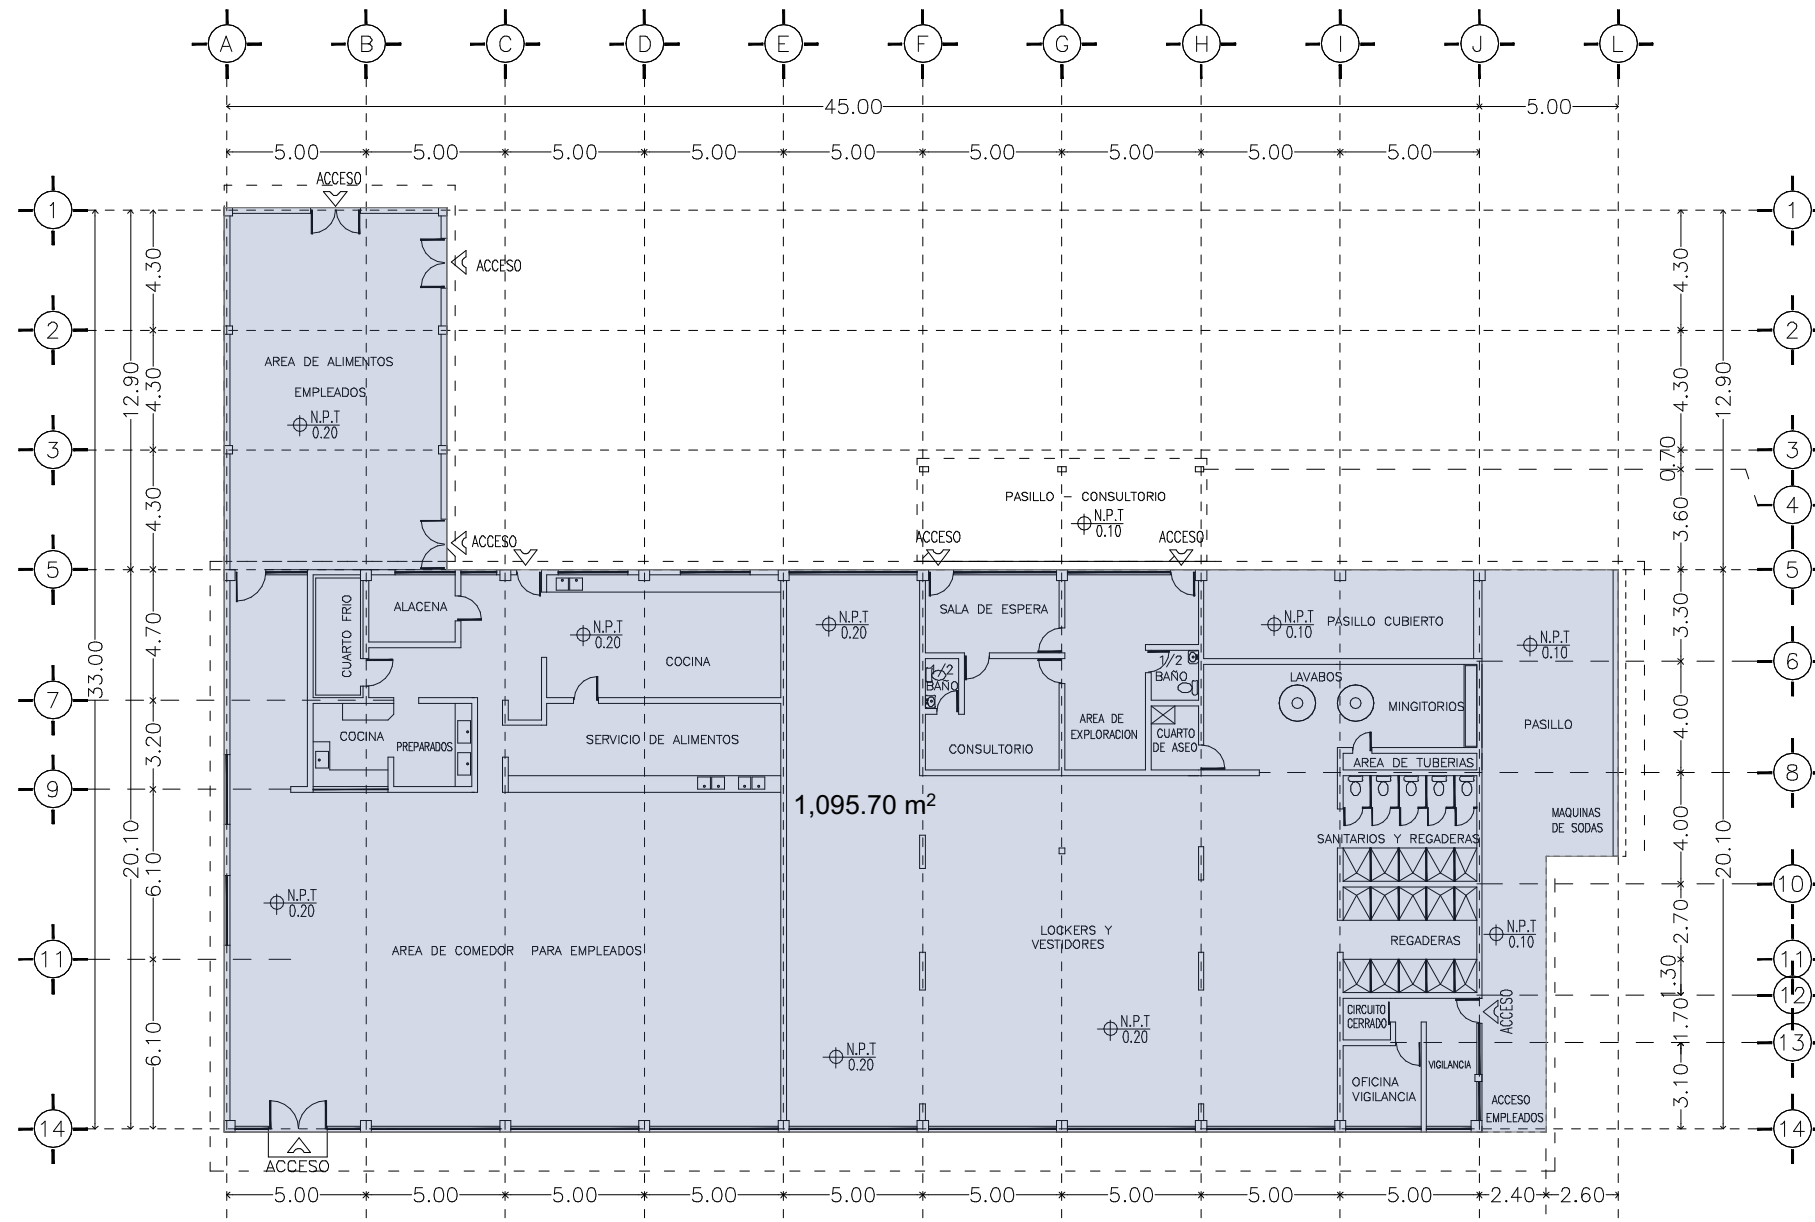 A B C D E F G H I J L
45.00 5.00
5.00 5.00 5.00 5.00 5.00 5.00 5.00 5.00 5.00
ACCESO
1 1
4.30 4.30
ACCESO
2 2
AREA DE ALIMENTOS
EMPLEADOS
N.P.T
0.20
12.90 4.30 4.30 12.90
3 3
0.70
PASILLO - CONSULTORIO
N.P.T
0.10
4
4.30 3.60
ACCESO
ACCESO ACCESO
5 5
CUARTO FRIO
ALACENA
N.P.T
0.20
COCINA
N.P.T
0.20
SALA DE ESPERA
N.P.T
0.10
PASILLO CUBIERTO
N.P.T
0.10
33.00 4.70 3.30
6
1/2
BAÑO
1/2
BAÑO
LAVABOS
MINGITORIOS
7
COCINA
PREPARADOS
SERVICIO DE ALIMENTOS
CONSULTORIO
AREA DE
EXPLORACION
CUARTO
DE ASEO
PASILLO
3.20 4.00
AREA DE TUBERIAS
8
9
1,095.70 m²
MAQUINAS
DE SODAS
SANITARIOS Y REGADERAS
20.10 6.10 4.00 20.10
10
N.P.T
0.20
AREA DE COMEDOR PARA EMPLEADOS
LOCKERS Y
VESTIDORES
REGADERAS
N.P.T
0.10
2.70
11 11
1.30
12
CIRCUITO
CERRADO
ACCESO
N.P.T
0.20
N.P.T
0.20
6.10 1.70
13
VIGILANCIA
OFICINA
VIGILANCIA
ACCESO
EMPLEADOS
3.10
14 14
ACCESO
5.00 5.00 5.00 5.00 5.00 5.00 5.00 5.00 5.00 2.40 2.60